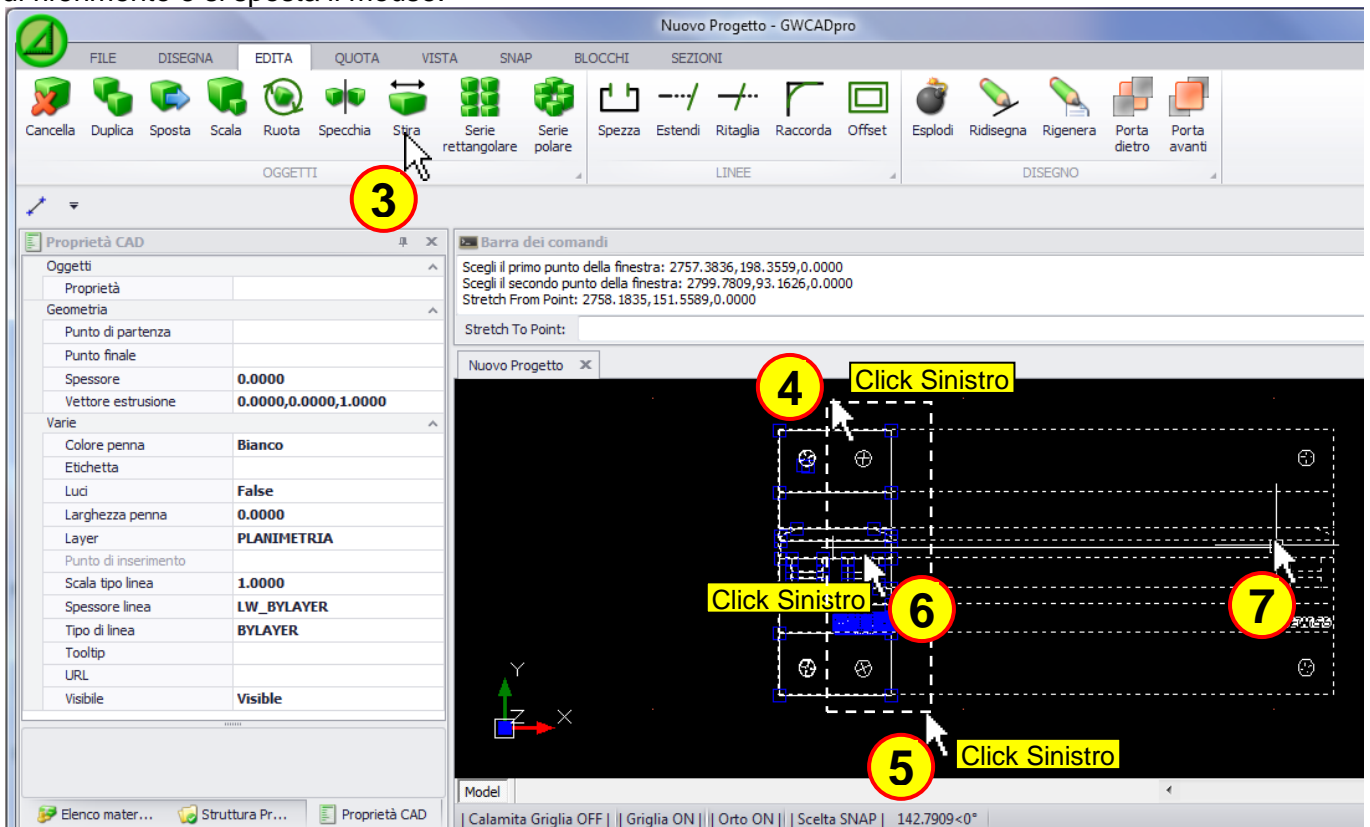 di riferimento e si sposta il mouse.
Nuovo Progetto - GWCADpro
FILE DISEGNA EDITA QUOTA VISTA SNAP BLOCCHI SEZIONI
Cancella Duplica Sposta Scala Ruota Specchia Stira Serie rettangolare Serie polare Spezza Estendi Ritaglia Raccorda Offset Esplodi Ridisegna Rigenera Porta dietro Porta avanti
OGGETTI LINEE DISEGNO
3
Proprietà CAD
Oggetti
Proprietà
Geometria
Punto di partenza
Punto finale
Spessore 0.0000
Vettore estrusione 0.0000,0.0000,1.0000
Varie
Colore penna Bianco
Etichetta
Luci False
Larghezza penna 0.0000
Layer PLANIMETRIA
Punto di inserimento
Scala tipo linea 1.0000
Spessore linea LW_BYLAYER
Tipo di linea BYLAYER
Tooltip
URL
Visibile Visible
Elenco mater... Struttura Pr... Proprietà CAD
Barra dei comandi
Scegli il primo punto della finestra: 2757.3836,198.3559,0.0000
Scegli il secondo punto della finestra: 2799.7809,93.1626,0.0000
Stretch From Point: 2758.1835,151.5589,0.0000
Stretch To Point:
Nuovo Progetto
4 Click Sinistro
Click Sinistro 6
7
Y
Z X
5 Click Sinistro
Model
| Calamita Griglia OFF | || Griglia ON || | Orto ON | | | Scelta SNAP | 142.7909<0°